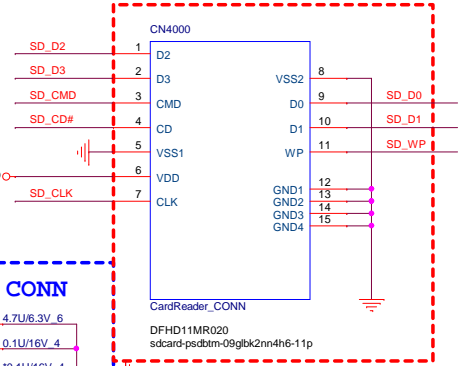 CN4000
SD_D2 1 D2
SD_D3 2 D3
VSS2 8
SD_CMD 3 CMD
D0 9 SD_D0
SD_CD# 4 CD
D1 10 SD_D1
5 VSS1
WP 11 SD_WP
6 VDD
SD_CLK 7 CLK
GND1 12
GND2 13
GND3 14
GND4 15
CONN
CardReader_CONN
4.7U/6.3V_6
DFHD11MR020
0.1U/16V_4
sdcard-psdbtm-09glbk2nn4h6-11p